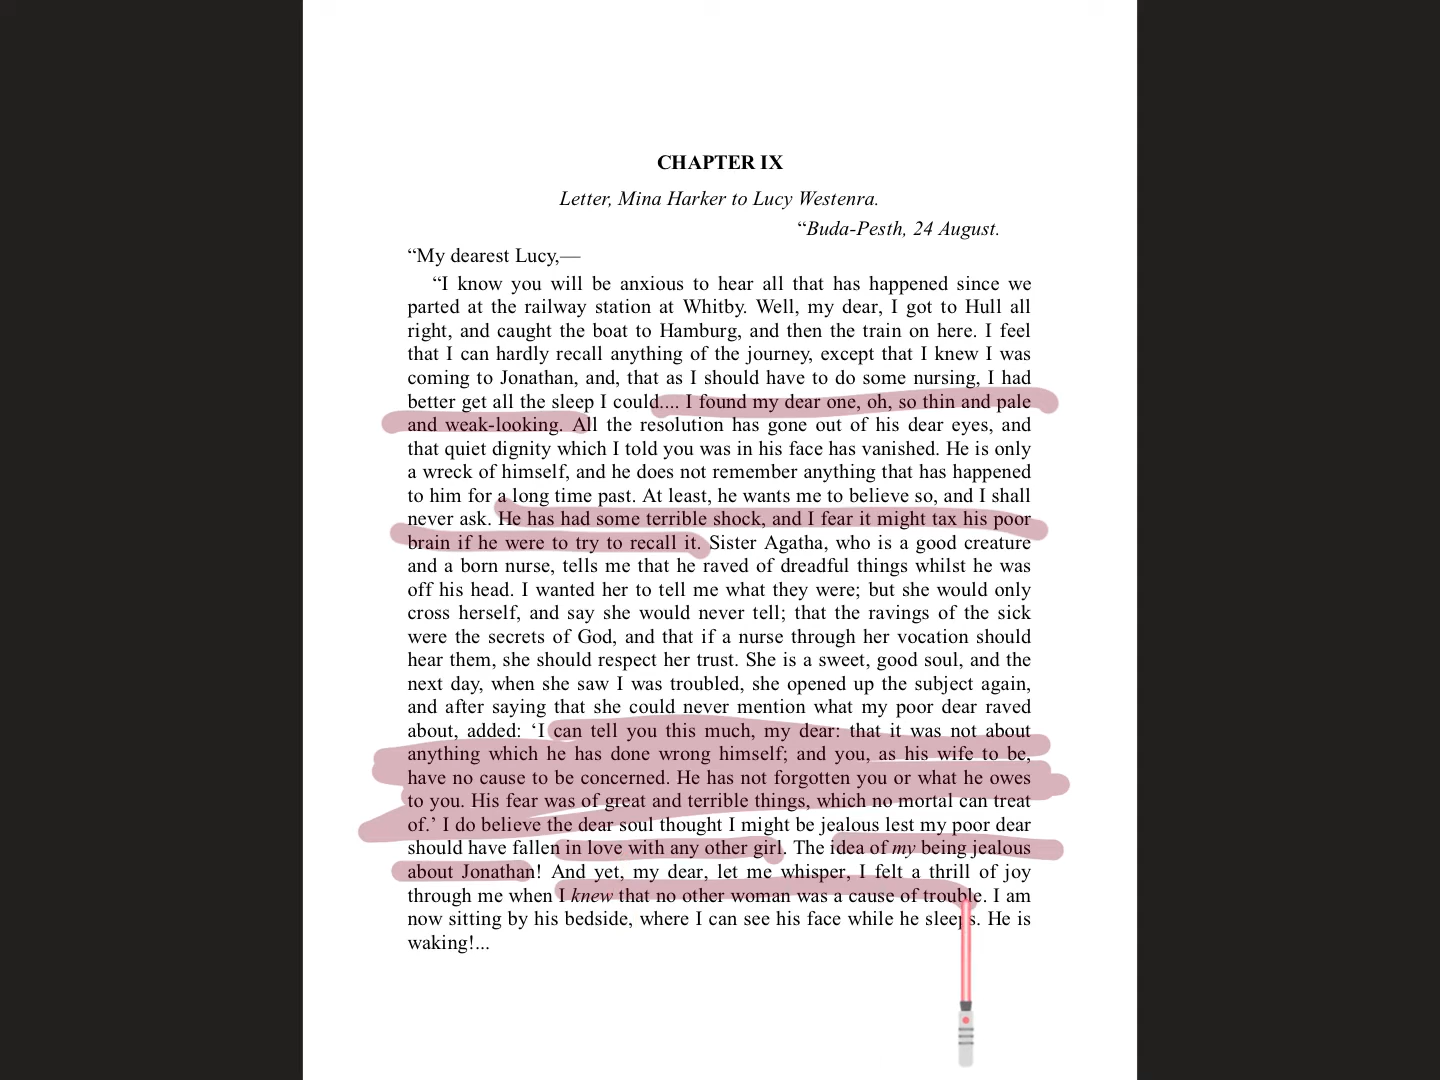 CHAPTER IX
Letter, Mina Harker to Lucy Westenra.
“Buda-Pesth, 24 August.
“My dearest Lucy,—
“I know you will be anxious to hear all that has happened since we
parted at the railway station at Whitby. Well, my dear, I got to Hull all
right, and caught the boat to Hamburg, and then the train on here. I feel
that I can hardly recall anything of the journey, except that I knew I was
coming to Jonathan, and, that as I should have to do some nursing, I had
better get all the sleep I could.... I found my dear one, oh, so thin and pale
and weak-looking. All the resolution has gone out of his dear eyes, and
that quiet dignity which I told you was in his face has vanished. He is only
a wreck of himself, and he does not remember anything that has happened
to him for a long time past. At least, he wants me to believe so, and I shall
never ask. He has had some terrible shock, and I fear it might tax his poor
brain if he were to try to recall it. Sister Agatha, who is a good creature
and a born nurse, tells me that he raved of dreadful things whilst he was
off his head. I wanted her to tell me what they were; but she would only
cross herself, and say she would never tell; that the ravings of the sick
were the secrets of God, and that if a nurse through her vocation should
hear them, she should respect her trust. She is a sweet, good soul, and the
next day, when she saw I was troubled, she opened up the subject again,
and after saying that she could never mention what my poor dear raved
about, added: ‘I can tell you this much, my dear: that it was not about
anything which he has done wrong himself; and you, as his wife to be,
have no cause to be concerned. He has not forgotten you or what he owes
to you. His fear was of great and terrible things, which no mortal can treat
of.’ I do believe the dear soul thought I might be jealous lest my poor dear
should have fallen in love with any other girl. The idea of my being jealous
about Jonathan! And yet, my dear, let me whisper, I felt a thrill of joy
through me when I knew that no other woman was a cause of trouble. I am
now sitting by his bedside, where I can see his face while he sleeps. He is
waking!...